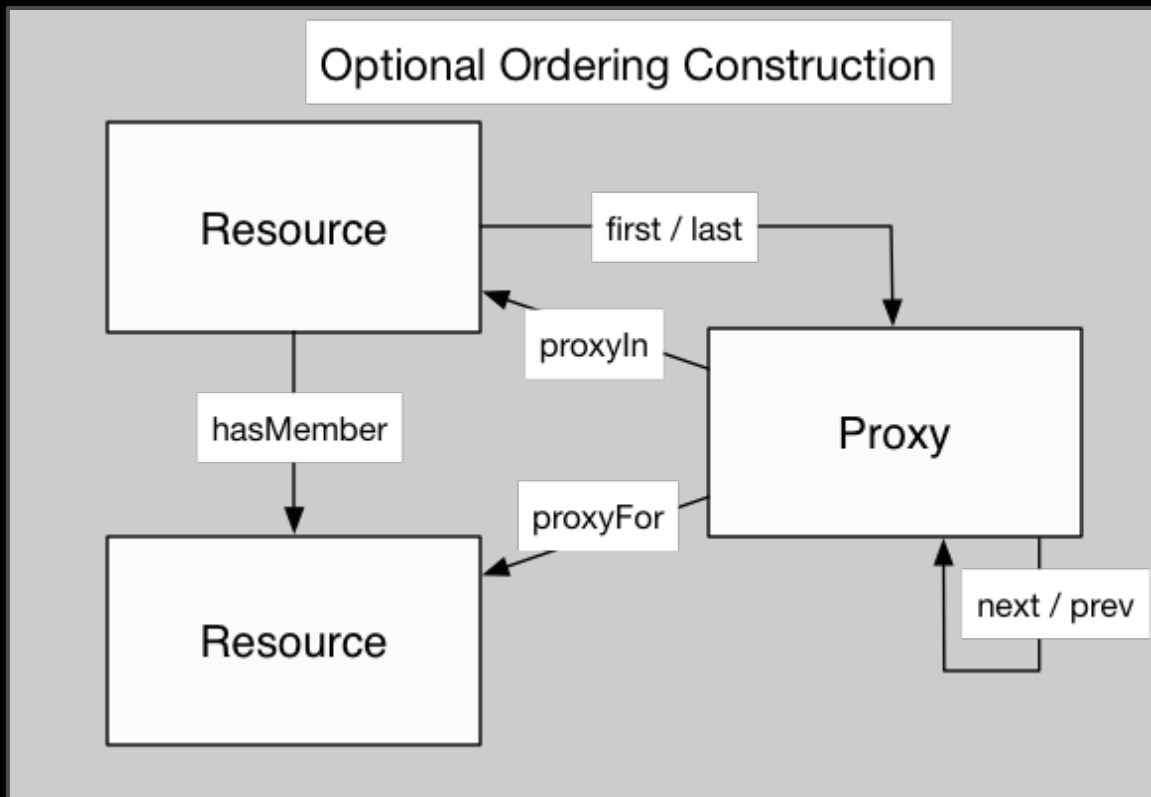 Optional Ordering Construction
Resource
first / last
proxyIn
hasMember
Proxy
proxyFor
next / prev
Resource